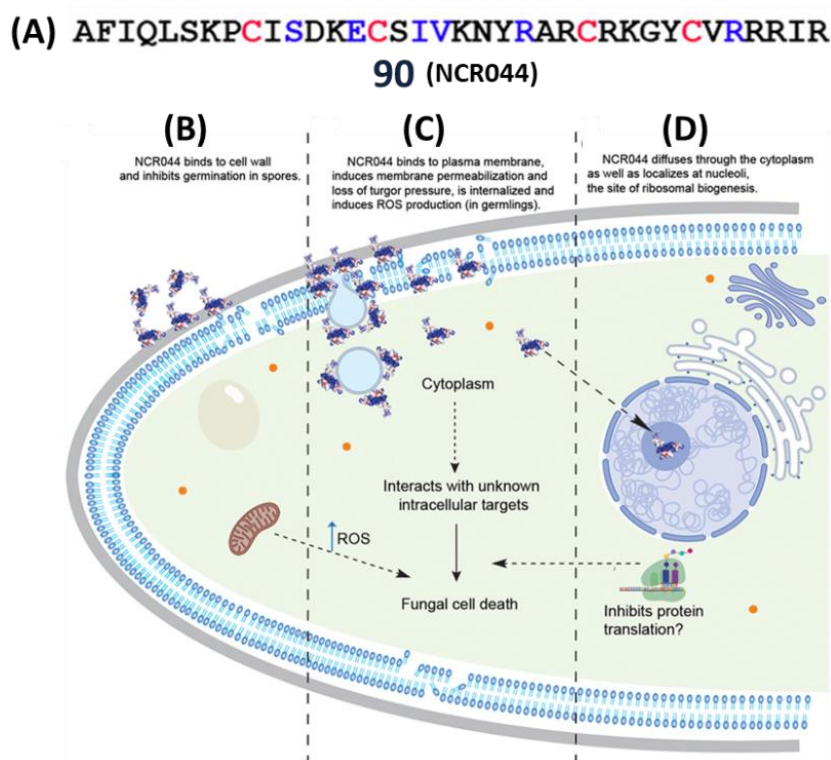 (A) AFIQLSKPCISDKECSIVKNYRARCRKGYCVRRRIR
90 (NCR044)
(B)
NCR044 binds to cell wall
and inhibits germination in spores.
(C)
NCR044 binds to plasma membrane,
induces membrane permeabilization and
loss of turgor pressure, is internalized and
induces ROS production (in germlings).
(D)
NCR044 diffuses through the cytoplasm
as well as localizes at nucleoli,
the site of ribosomal biogenesis.
Cytoplasm
Interacts with unknown
intracellular targets
ROS
Fungal cell death
Inhibits protein
translation?